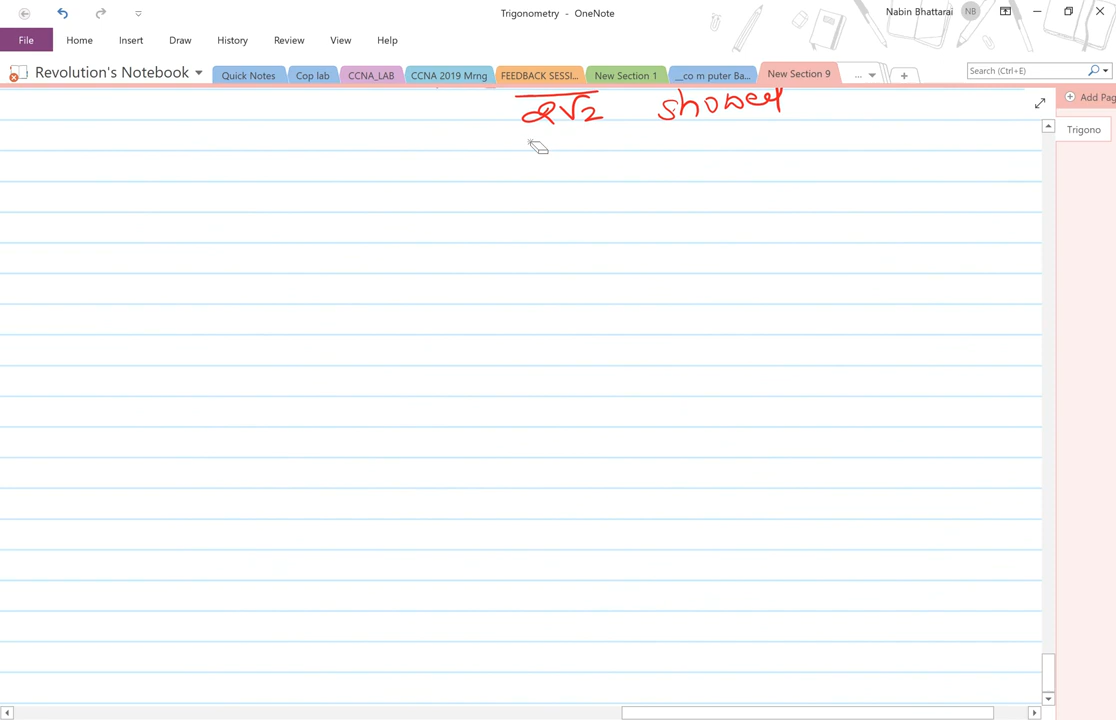 Trigonometry - OneNote
Nabin Bhattarai NB
File Home Insert Draw History Review View Help
Revolution's Notebook
Quick Notes Cop lab CCNA_LAB CCNA 2019 Mrng FEEDBACK SESSI... New Section 1 __co m puter Ba... New Section 9 ...
Search (Ctrl+E)
Add Pag
Trigono
2√2 showed